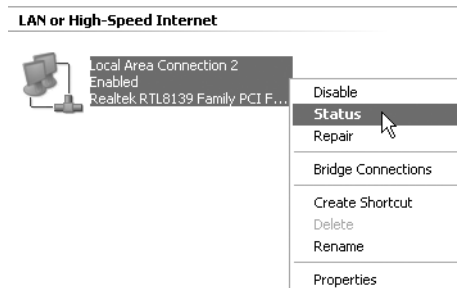 LAN or High-Speed Internet
Local Area Connection 2
Enabled
Realtek RTL8139 Family PCI F...
Disable
Status
Repair
Bridge Connections
Create Shortcut
Delete
Rename
Properties